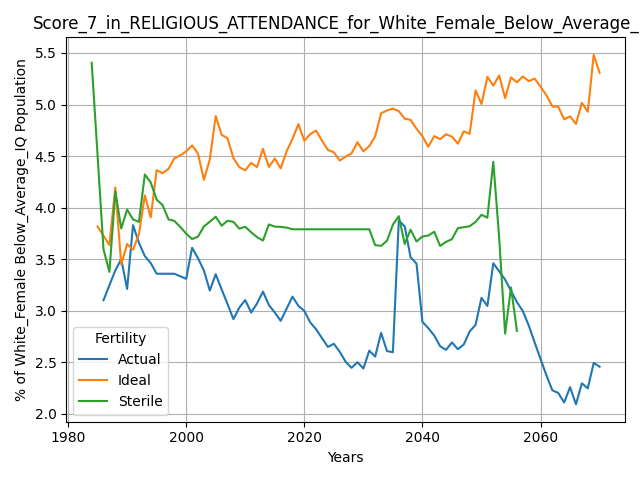 Score_7_in_RELIGIOUS_ATTENDANCE_for_White_Female_Below_Average_
% of White_Female Below_Average_IQ Population
5.5
5.0
4.5
4.0
3.5
3.0
2.5
2.0
Fertility
Actual
Ideal
Sterile
1980
2000
2020
2040
2060
Years